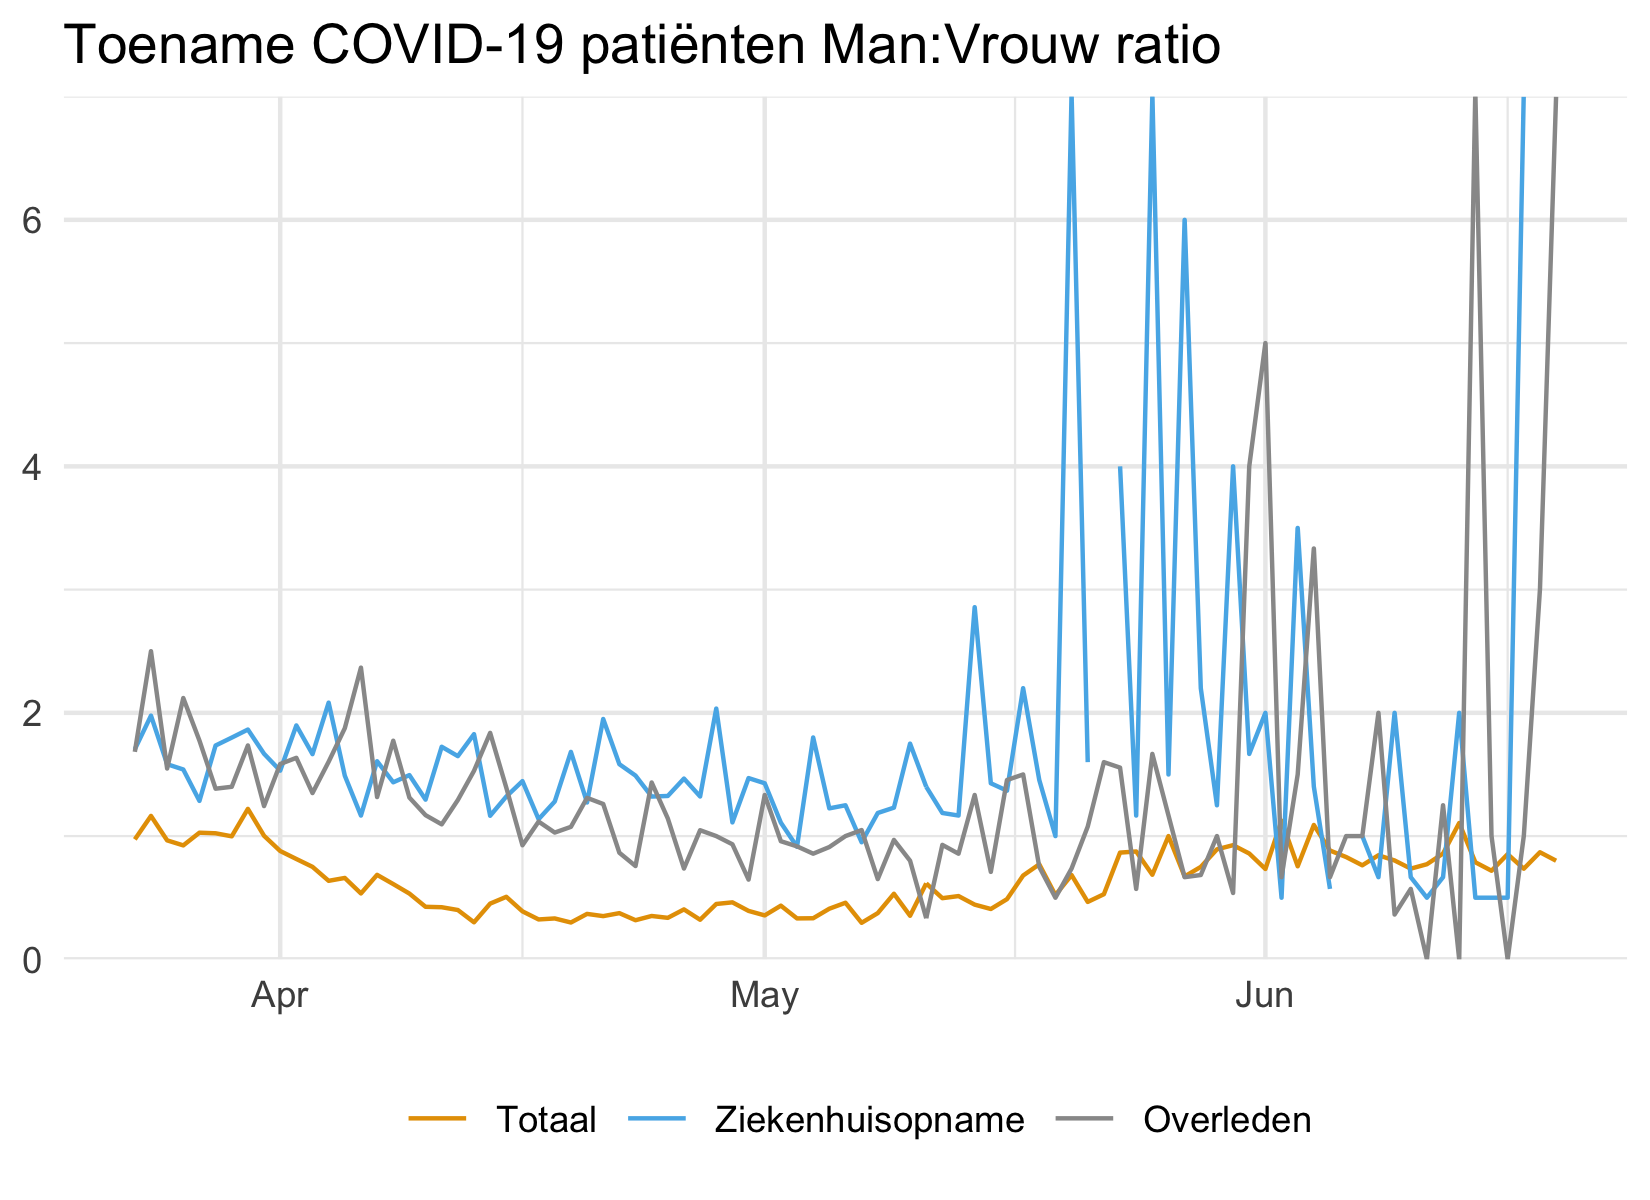 Toename COVID-19 patiënten Man:Vrouw ratio
6
4
2
0
Apr May Jun
Totaal Ziekenhuisopname Overleden